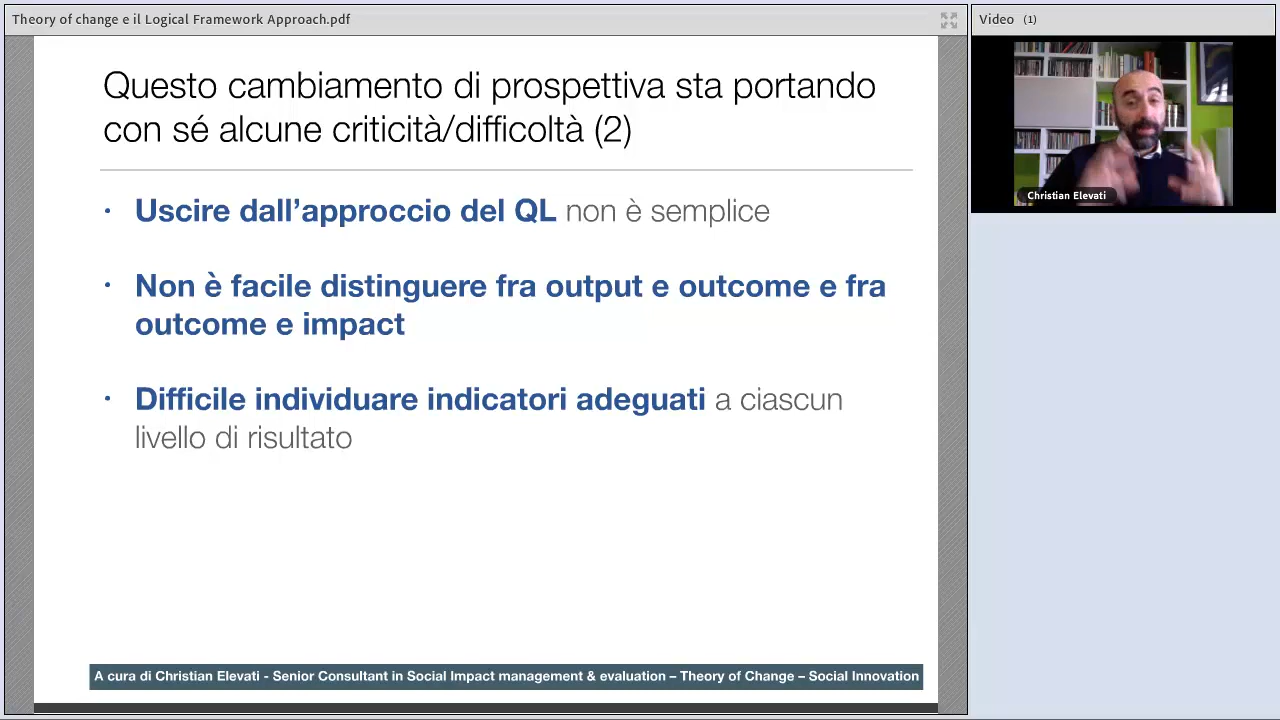 Theory of change e il Logical Framework Approach.pdf
Video (1)
Questo cambiamento di prospettiva sta portando
con sé alcune criticità/difficoltà (2)
• Uscire dall’approccio del QL non è semplice
• Non è facile distinguere fra output e outcome e fra
outcome e impact
• Difficile individuare indicatori adeguati a ciascun
livello di risultato
A cura di Christian Elevati - Senior Consultant in Social Impact management & evaluation – Theory of Change – Social Innovation
Christian Elevati